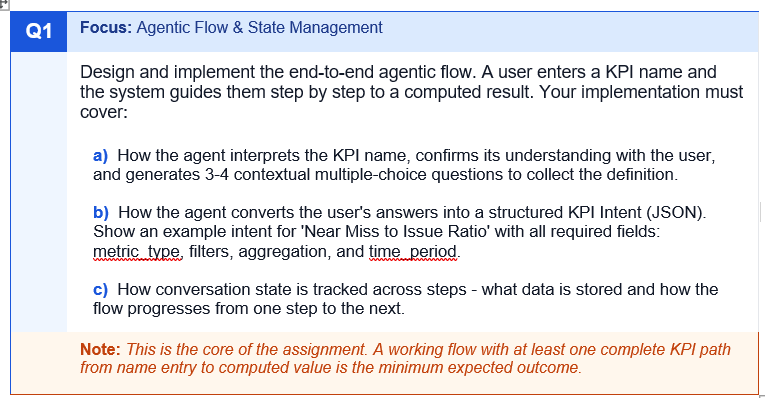 Q1
Focus: Agentic Flow & State Management
Design and implement the end-to-end agentic flow. A user enters a KPI name and
the system guides them step by step to a computed result. Your implementation must
cover:
a) How the agent interprets the KPI name, confirms its understanding with the user,
and generates 3-4 contextual multiple-choice questions to collect the definition.
b) How the agent converts the user's answers into a structured KPI Intent (JSON).
Show an example intent for 'Near Miss to Issue Ratio' with all required fields:
metric_type, filters, aggregation, and time_period.
c) How conversation state is tracked across steps - what data is stored and how the
flow progresses from one step to the next.
Note: This is the core of the assignment. A working flow with at least one complete KPI path
from name entry to computed value is the minimum expected outcome.